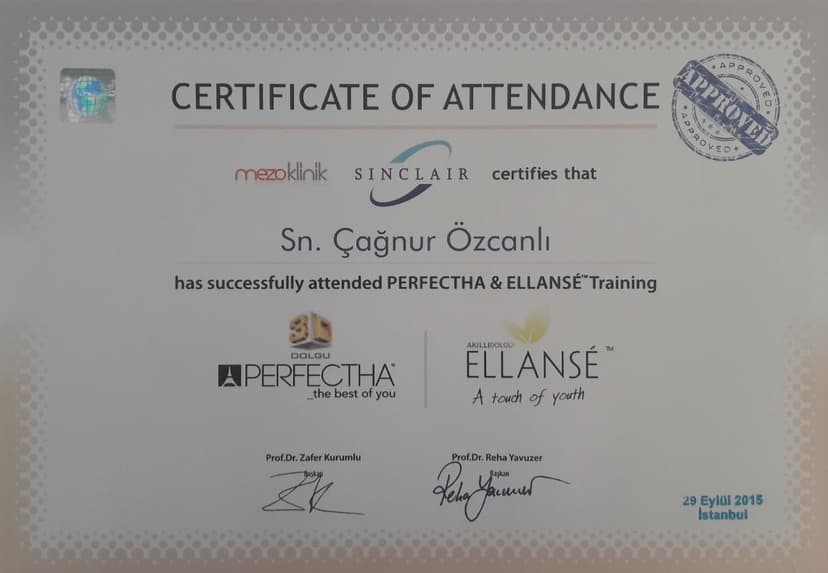 CERTIFICATE OF ATTENDANCE
APPROVED
APPROVED
APPROVED
mezoklinik SINCLAIR certifies that
Sn. Çağnur Özcanlı
has successfully attended PERFECTHA & ELLANSÉ™ Training
3D
DOLGU
PERFECTHA®
_the best of you
AKILLIDOLGU
ELLANSÉ™
A touch of youth
Prof.Dr. Zafer Kurumlu
Başkan
Prof.Dr. Reha Yavuzer
Başkan
Reha Yavuzer
29 Eylül 2015
İstanbul